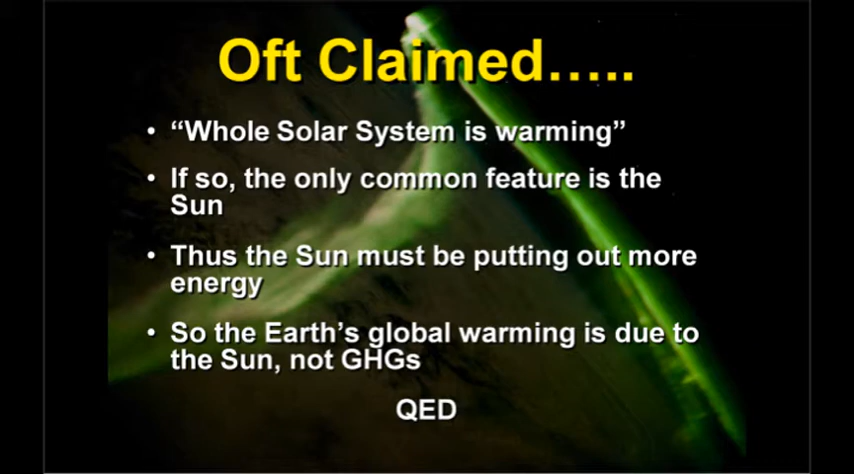 Oft Claimed.....
• “Whole Solar System is warming”
• If so, the only common feature is the
Sun
• Thus the Sun must be putting out more
energy
• So the Earth’s global warming is due to
the Sun, not GHGs
QED